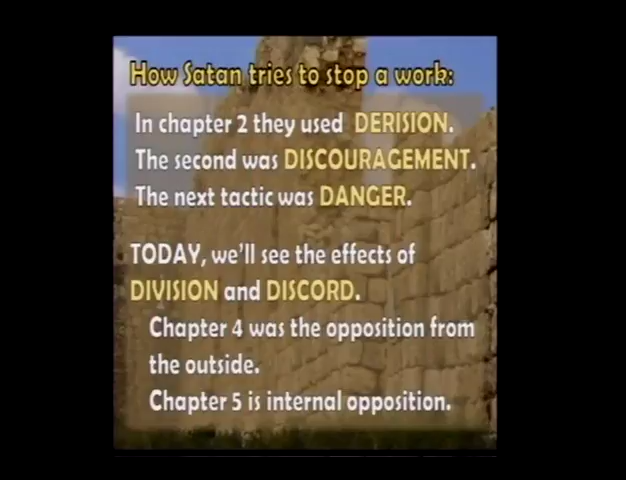 How Satan tries to stop a work:
In chapter 2 they used DERISION.
The second was DISCOURAGEMENT.
The next tactic was DANGER.
TODAY, we'll see the effects of
DIVISION and DISCORD.
Chapter 4 was the opposition from
the outside.
Chapter 5 is internal opposition.